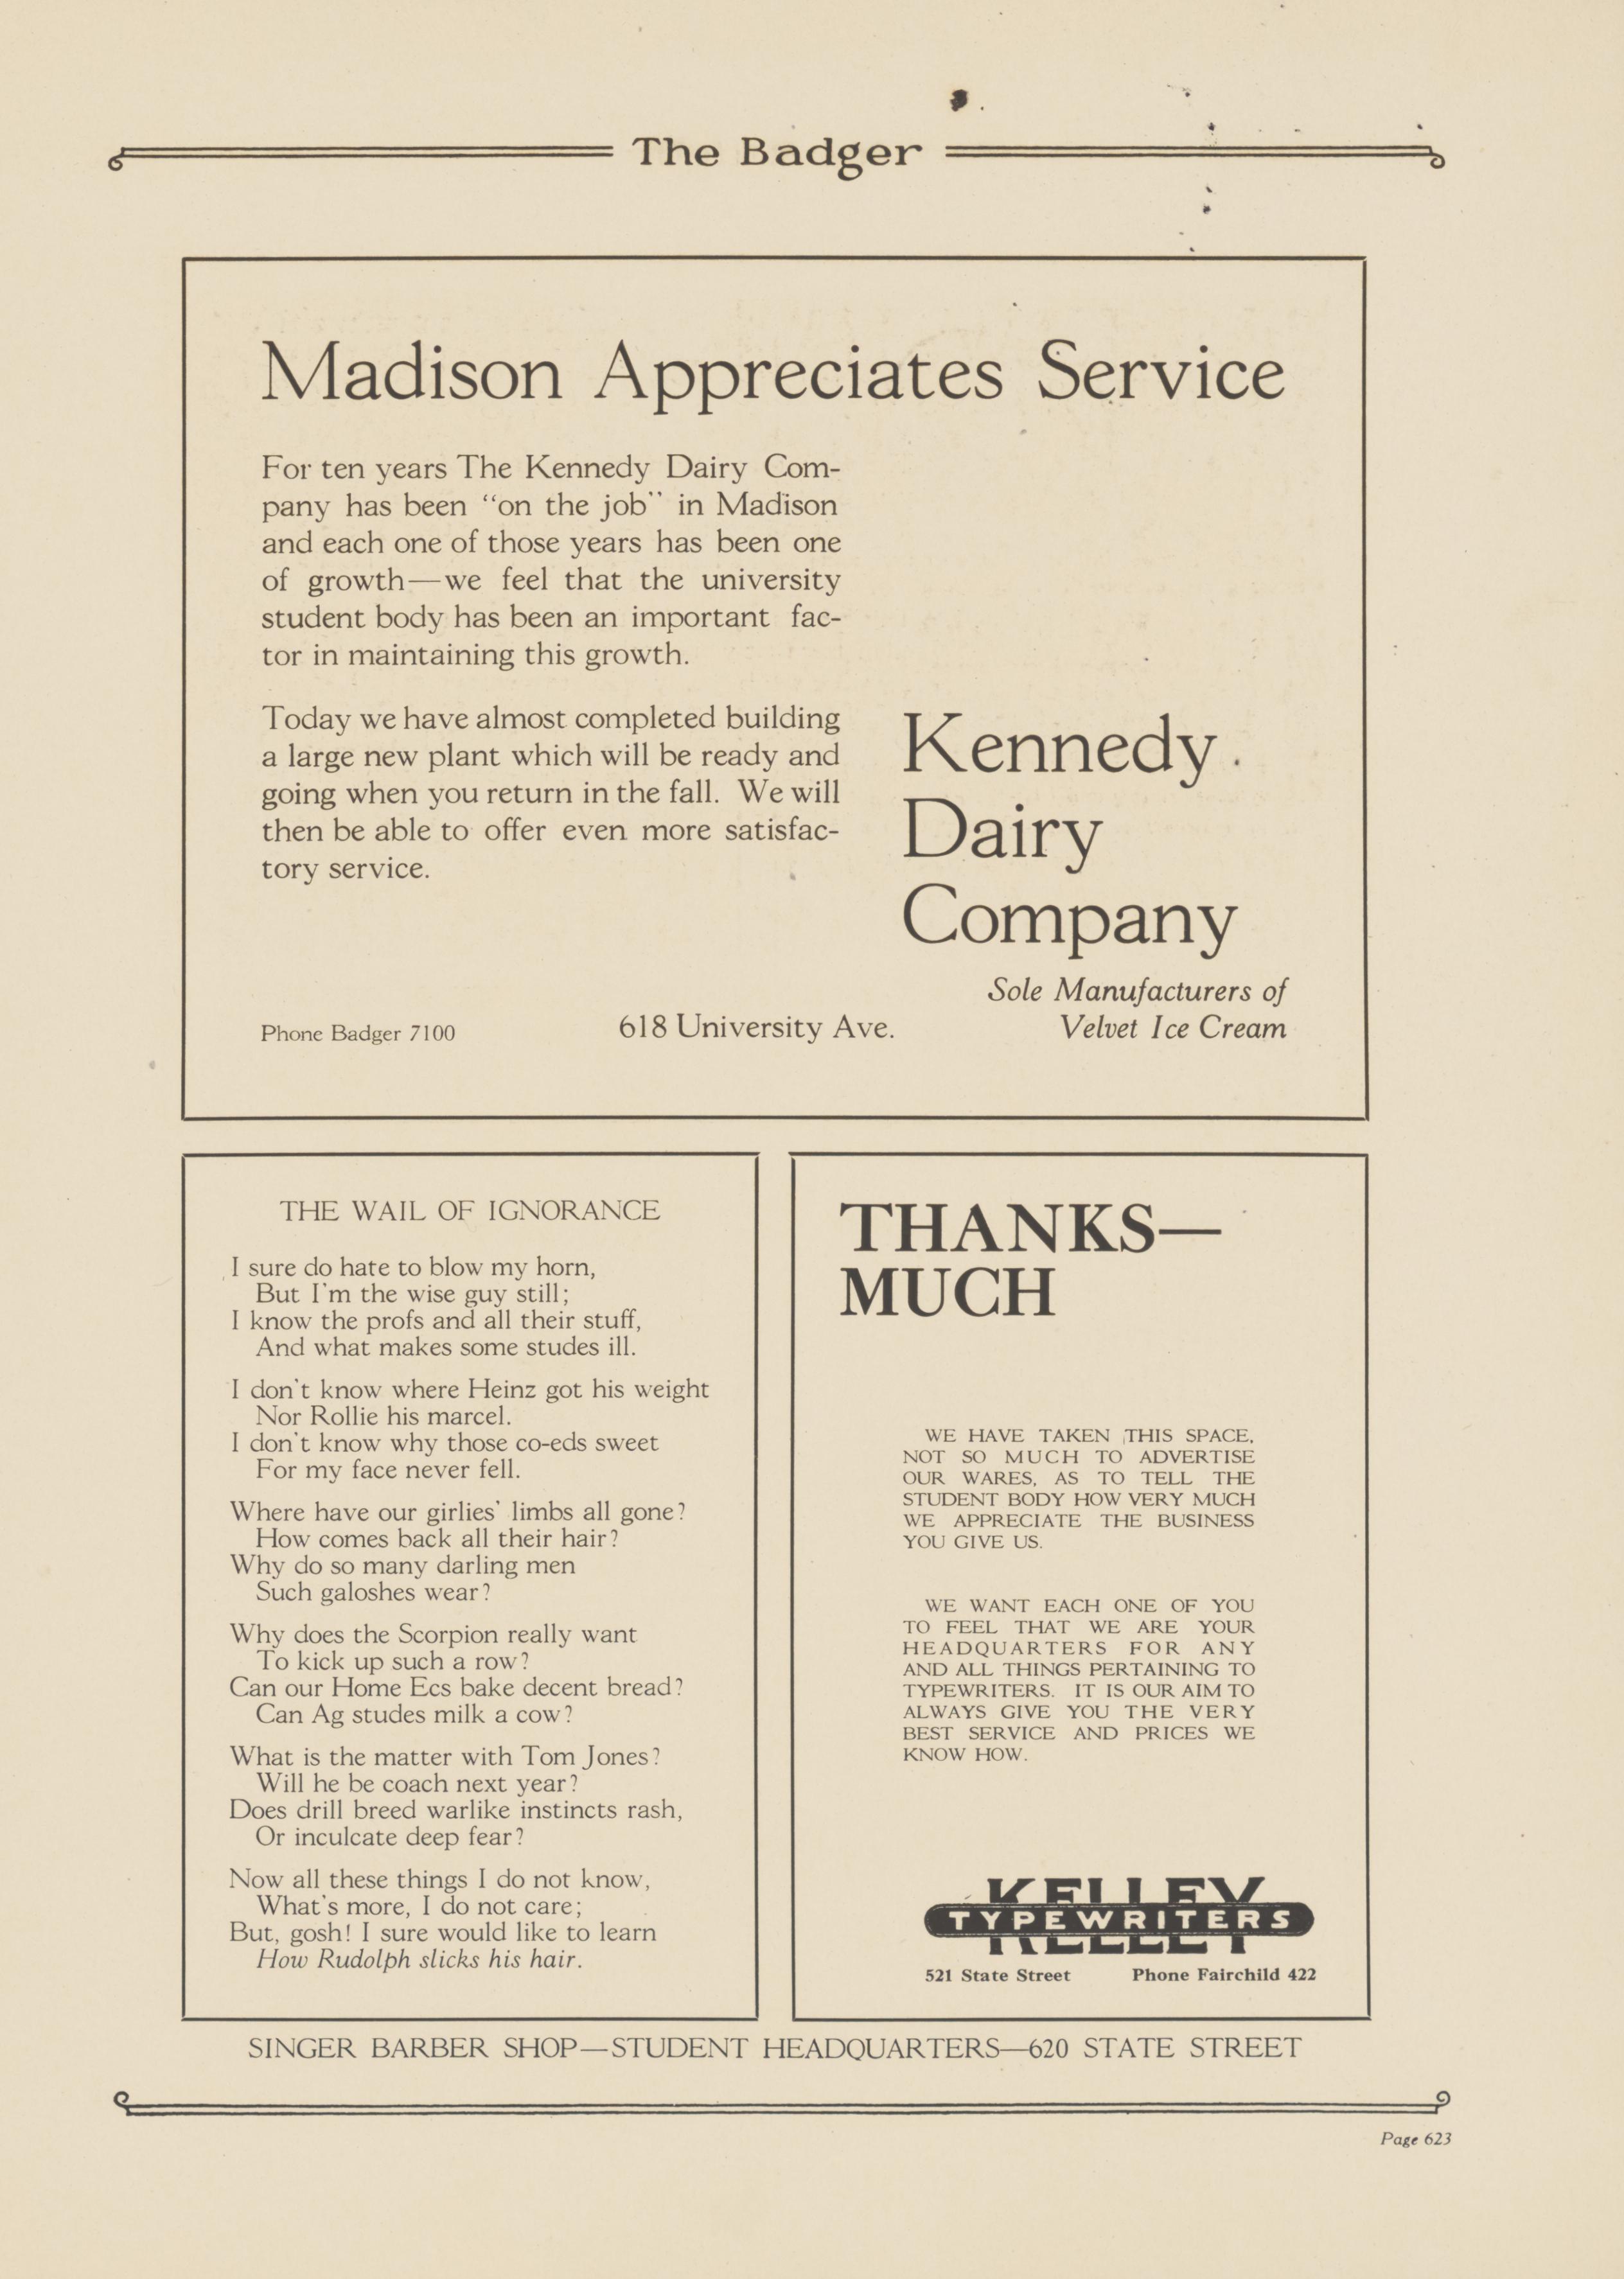 The Badger
Madison Appreciates Service
For ten years The Kennedy Dairy Com-
pany has been “on the job” in Madison
and each one of those years has been one
of growth—we feel that the university
student body has been an important fac-
tor in maintaining this growth.
Today we have almost completed building
a large new plant which will be ready and
going when you return in the fall. We will
then be able to offer even more satisfac-
tory service.
Kennedy
Dairy
Company
Sole Manufacturers of
Velvet Ice Cream
Phone Badger 7100
618 University Ave.
THE WAIL OF IGNORANCE
I sure do hate to blow my horn,
But I'm the wise guy still;
I know the profs and all their stuff,
And what makes some studes ill.
I don't know where Heinz got his weight
Nor Rollie his marcel.
I don't know why those co-eds sweet
For my face never fell.
Where have our girlies' limbs all gone?
How comes back all their hair?
Why do so many darling men
Such galoshes wear?
Why does the Scorpion really want
To kick up such a row?
Can our Home Ecs bake decent bread?
Can Ag studes milk a cow?
What is the matter with Tom Jones?
Will he be coach next year?
Does drill breed warlike instincts rash,
Or inculcate deep fear?
Now all these things I do not know,
What's more, I do not care;
But, gosh! I sure would like to learn
How Rudolph slicks his hair.
THANKS—
MUCH
WE HAVE TAKEN THIS SPACE,
NOT SO MUCH TO ADVERTISE
OUR WARES, AS TO TELL THE
STUDENT BODY HOW VERY MUCH
WE APPRECIATE THE BUSINESS
YOU GIVE US.
WE WANT EACH ONE OF YOU
TO FEEL THAT WE ARE YOUR
HEADQUARTERS FOR ANY
AND ALL THINGS PERTAINING TO
TYPEWRITERS. IT IS OUR AIM TO
ALWAYS GIVE YOU THE VERY
BEST SERVICE AND PRICES WE
KNOW HOW.
KELLEY
TYPEWRITERS
521 State Street Phone Fairchild 422
SINGER BARBER SHOP—STUDENT HEADQUARTERS—620 STATE STREET
Page 623